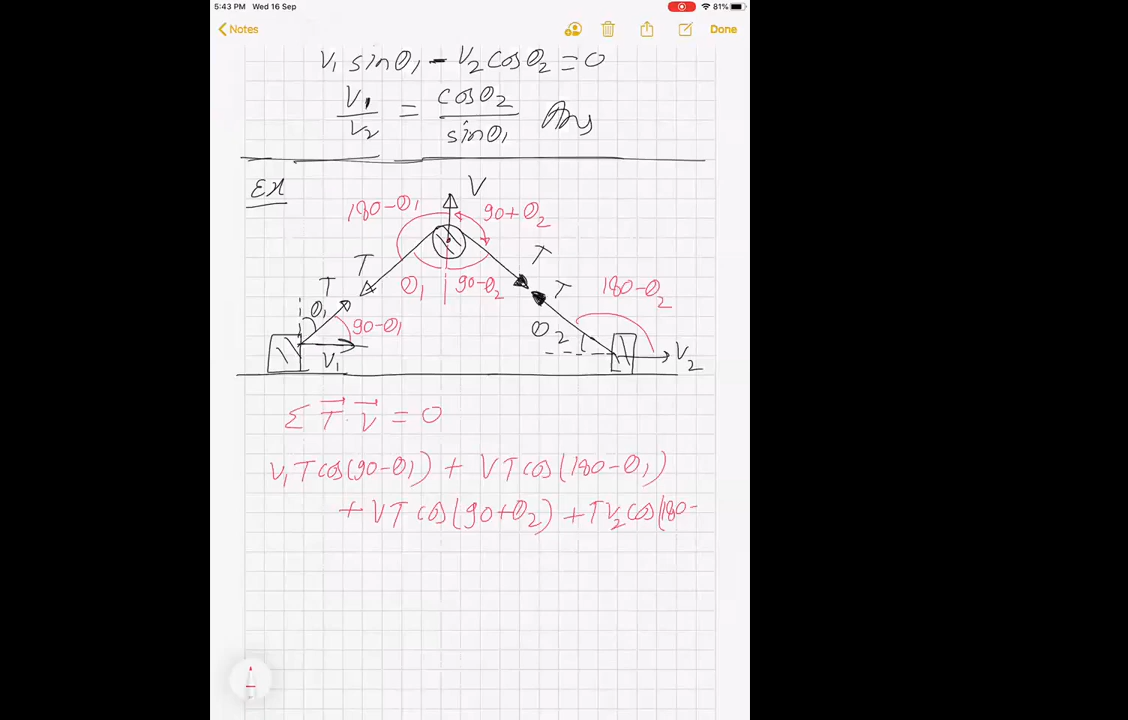 5:43 PM Wed 16 Sep 81%
Notes Done
V₁ sinθ₁ - V₂ cosθ₂ = 0
V₁/V₂ = cosθ₂/sinθ₁ Ans
Ex
V
180-θ₁ 90+θ₂
T T
θ₁ 90-θ₂
T T 180-θ₂
θ₁ 90-θ₁ θ₂
V₁ V₂
Σ T⃗ · V⃗ = 0
V₁ T cos(90-θ₁) + VT cos(180-θ₁)
+ VT cos(90+θ₂) + TV₂ cos(180-